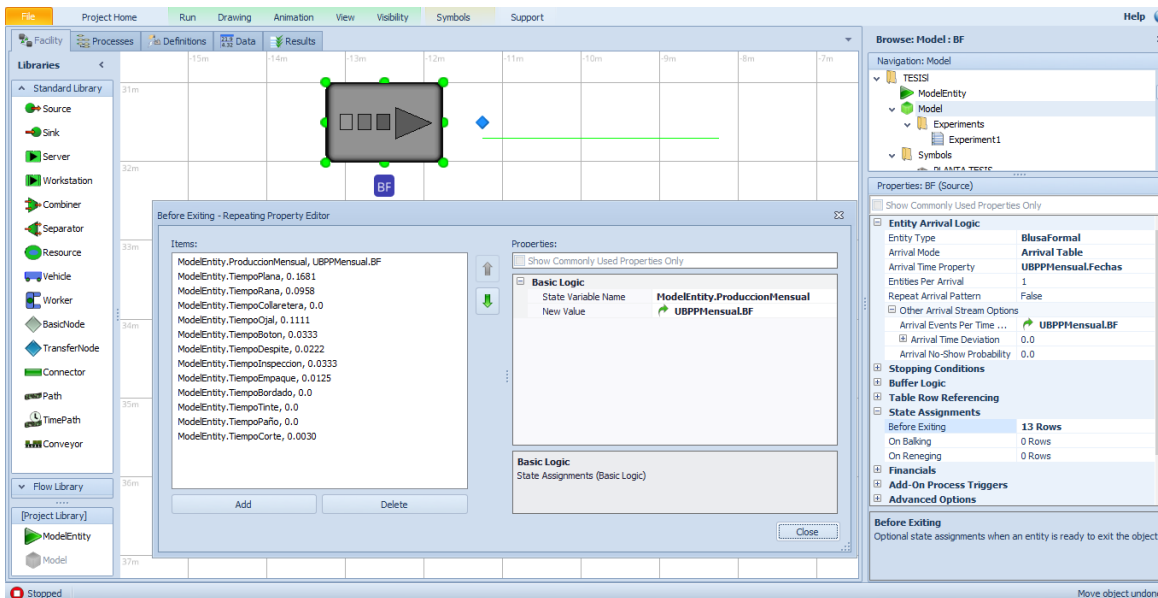 File Project Home Run Drawing Animation View Visibility Symbols Support Help
Facility Processes Definitions Data Results
Libraries
Standard Library
Source
Sink
Server
Workstation
Combiner
Separator
Resource
Vehicle
Worker
BasicNode
TransferNode
Connector
Path
TimePath
Conveyor
Flow Library
[Project Library]
ModelEntity
Model
-15m -14m -13m -12m -11m -10m -9m -8m -7m
31m
32m
33m
34m
35m
36m
37m
BF
Before Exiting - Repeating Property Editor
Items:
ModelEntity.ProduccionMensual, UBPPMensual.BF
ModelEntity.TiempoPlana, 0.1681
ModelEntity.TiempoRana, 0.0958
ModelEntity.TiempoCollaretera, 0.0
ModelEntity.TiempoOjal, 0.1111
ModelEntity.TiempoBoton, 0.0333
ModelEntity.TiempoDespite, 0.0222
ModelEntity.TiempoInspeccion, 0.0333
ModelEntity.TiempoEmpaque, 0.0125
ModelEntity.TiempoBordado, 0.0
ModelEntity.TiempoTinte, 0.0
ModelEntity.TiempoPaño, 0.0
ModelEntity.TiempoCorte, 0.0030
Add Delete
Properties:
Show Commonly Used Properties Only
Basic Logic
State Variable Name ModelEntity.ProduccionMensual
New Value UBPPMensual.BF
Basic Logic
State Assignments (Basic Logic)
Close
Browse: Model : BF
Navigation: Model
TESISI
ModelEntity
Model
Experiments
Experiment1
Symbols
PLANTA TESIS
Properties: BF (Source)
Show Commonly Used Properties Only
Entity Arrival Logic
Entity Type BlusaFormal
Arrival Mode Arrival Table
Arrival Time Property UBPPMensual.Fechas
Entities Per Arrival 1
Repeat Arrival Pattern False
Other Arrival Stream Options
Arrival Events Per Time ... UBPPMensual.BF
Arrival Time Deviation 0.0
Arrival No-Show Probability 0.0
Stopping Conditions
Buffer Logic
Table Row Referencing
State Assignments
Before Exiting 13 Rows
On Balking 0 Rows
On Reneging 0 Rows
Financials
Add-On Process Triggers
Advanced Options
Before Exiting
Optional state assignments when an entity is ready to exit the object
Stopped Move object undone